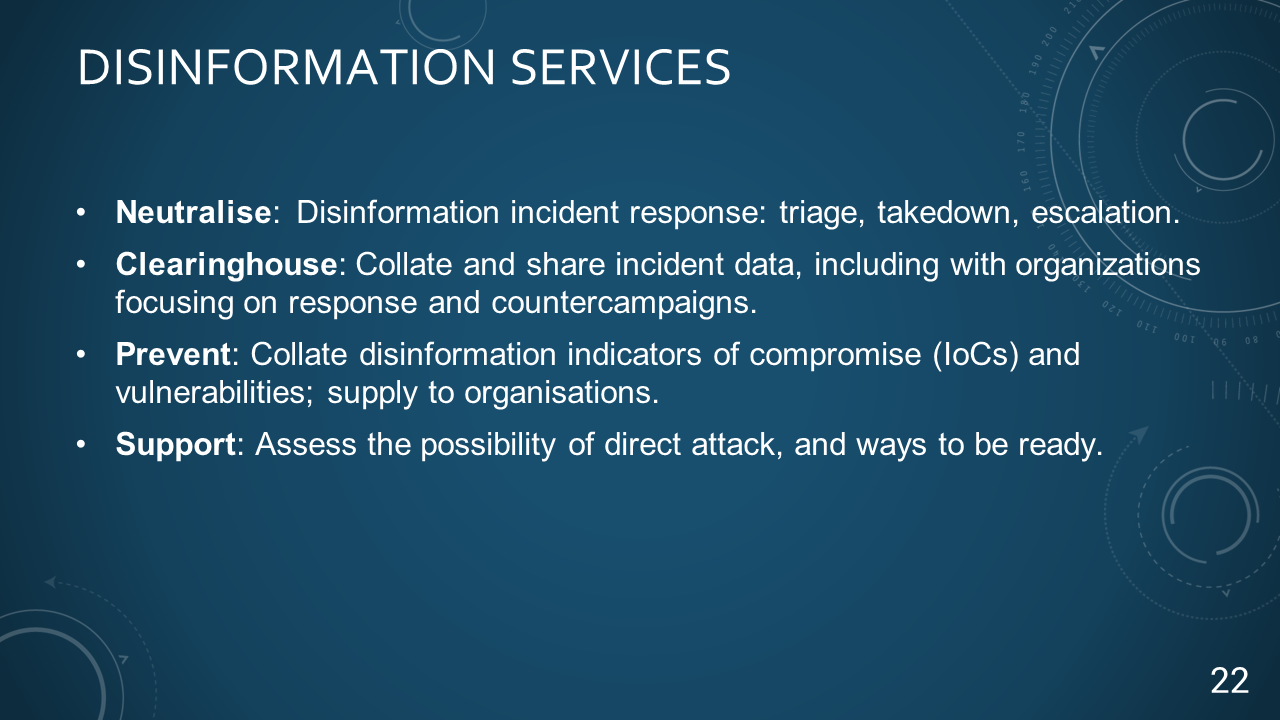 DISINFORMATION SERVICES
• Neutralise: Disinformation incident response: triage, takedown, escalation.
• Clearinghouse: Collate and share incident data, including with organizations
focusing on response and countercampaigns.
• Prevent: Collate disinformation indicators of compromise (IoCs) and
vulnerabilities; supply to organisations.
• Support: Assess the possibility of direct attack, and ways to be ready.
22